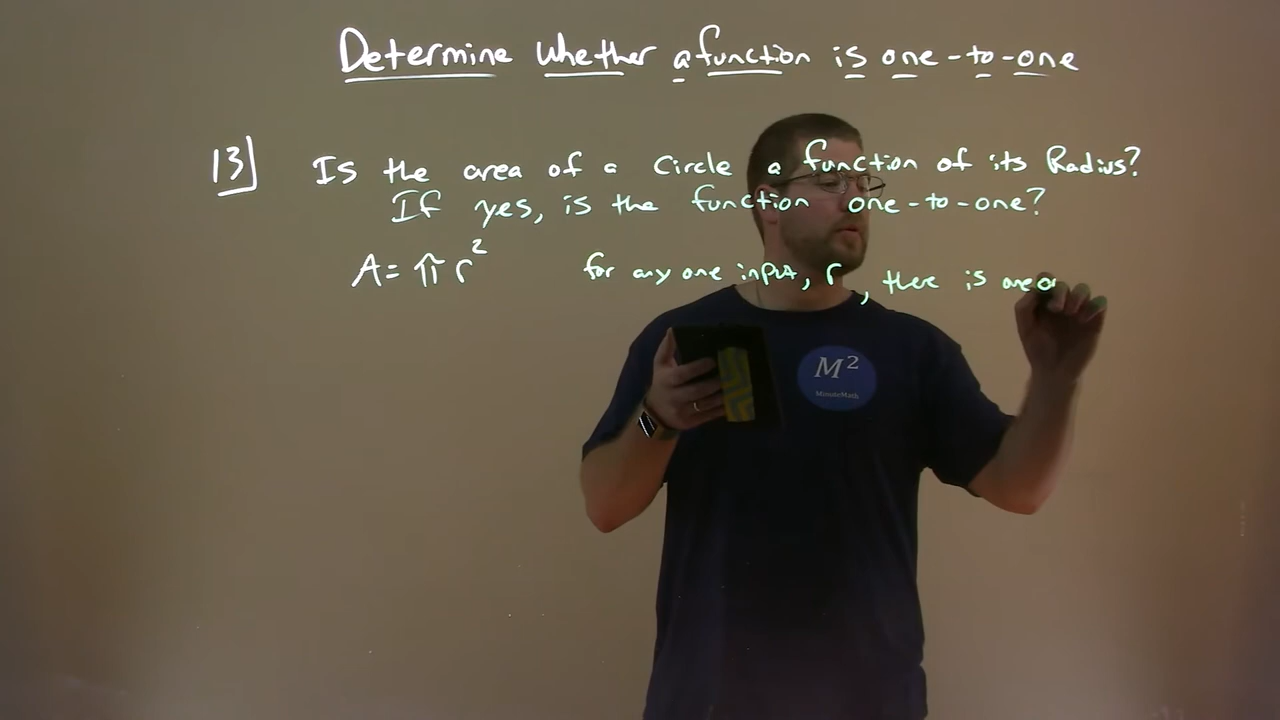 Determine whether a function is one-to-one
13] Is the area of a Circle a function of its Radius?
If yes, is the function one-to-one?
A = π r²
for any one input, r, there is one
M²
MinuteMath